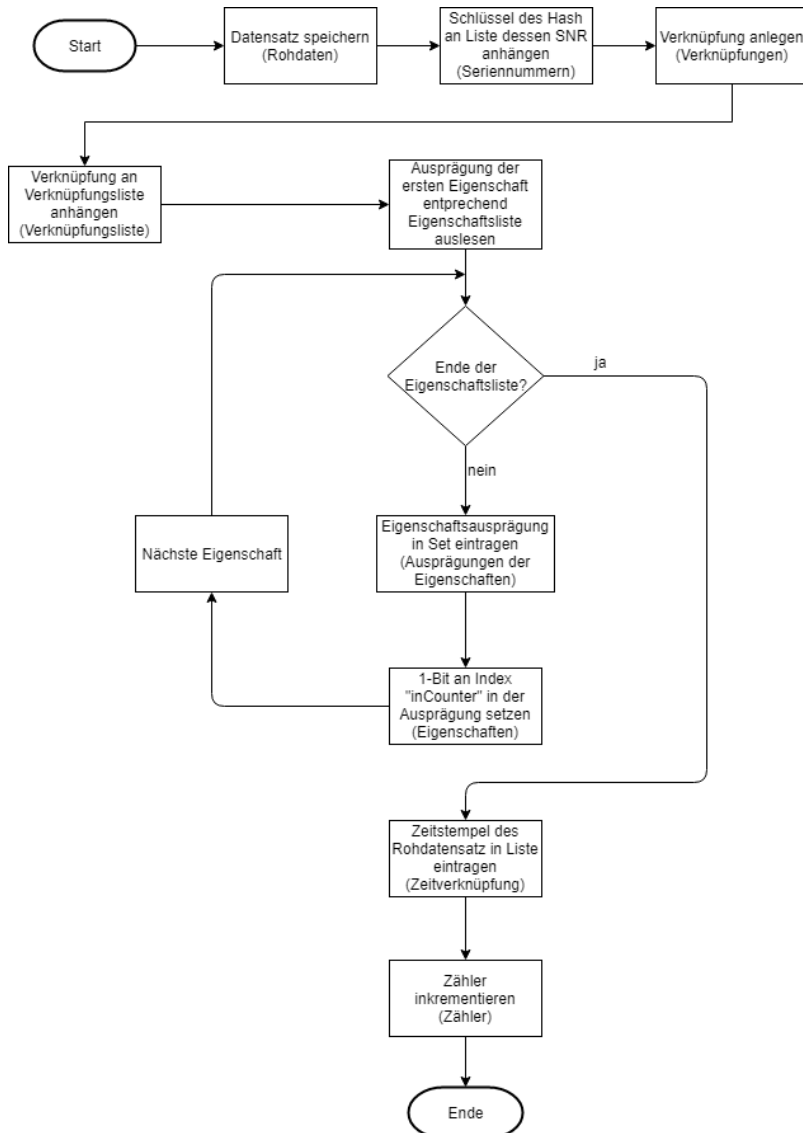 Start
Datensatz speichern
(Rohdaten)
Schlüssel des Hash
an Liste dessen SNR
anhängen
(Seriennummern)
Verknüpfung anlegen
(Verknüpfungen)
Verknüpfung an
Verknüpfungsliste
anhängen
(Verknüpfungsliste)
Ausprägung der
ersten Eigenschaft
entprechend
Eigenschaftsliste
auslesen
Ende der
Eigenschaftsliste?
ja
nein
Eigenschaftsausprägung
in Set eintragen
(Ausprägungen der
Eigenschaften)
Nächste Eigenschaft
1-Bit an Index
"inCounter" in der
Ausprägung setzen
(Eigenschaften)
Zeitstempel des
Rohdatensatz in Liste
eintragen
(Zeitverknüpfung)
Zähler
inkrementieren
(Zähler)
Ende